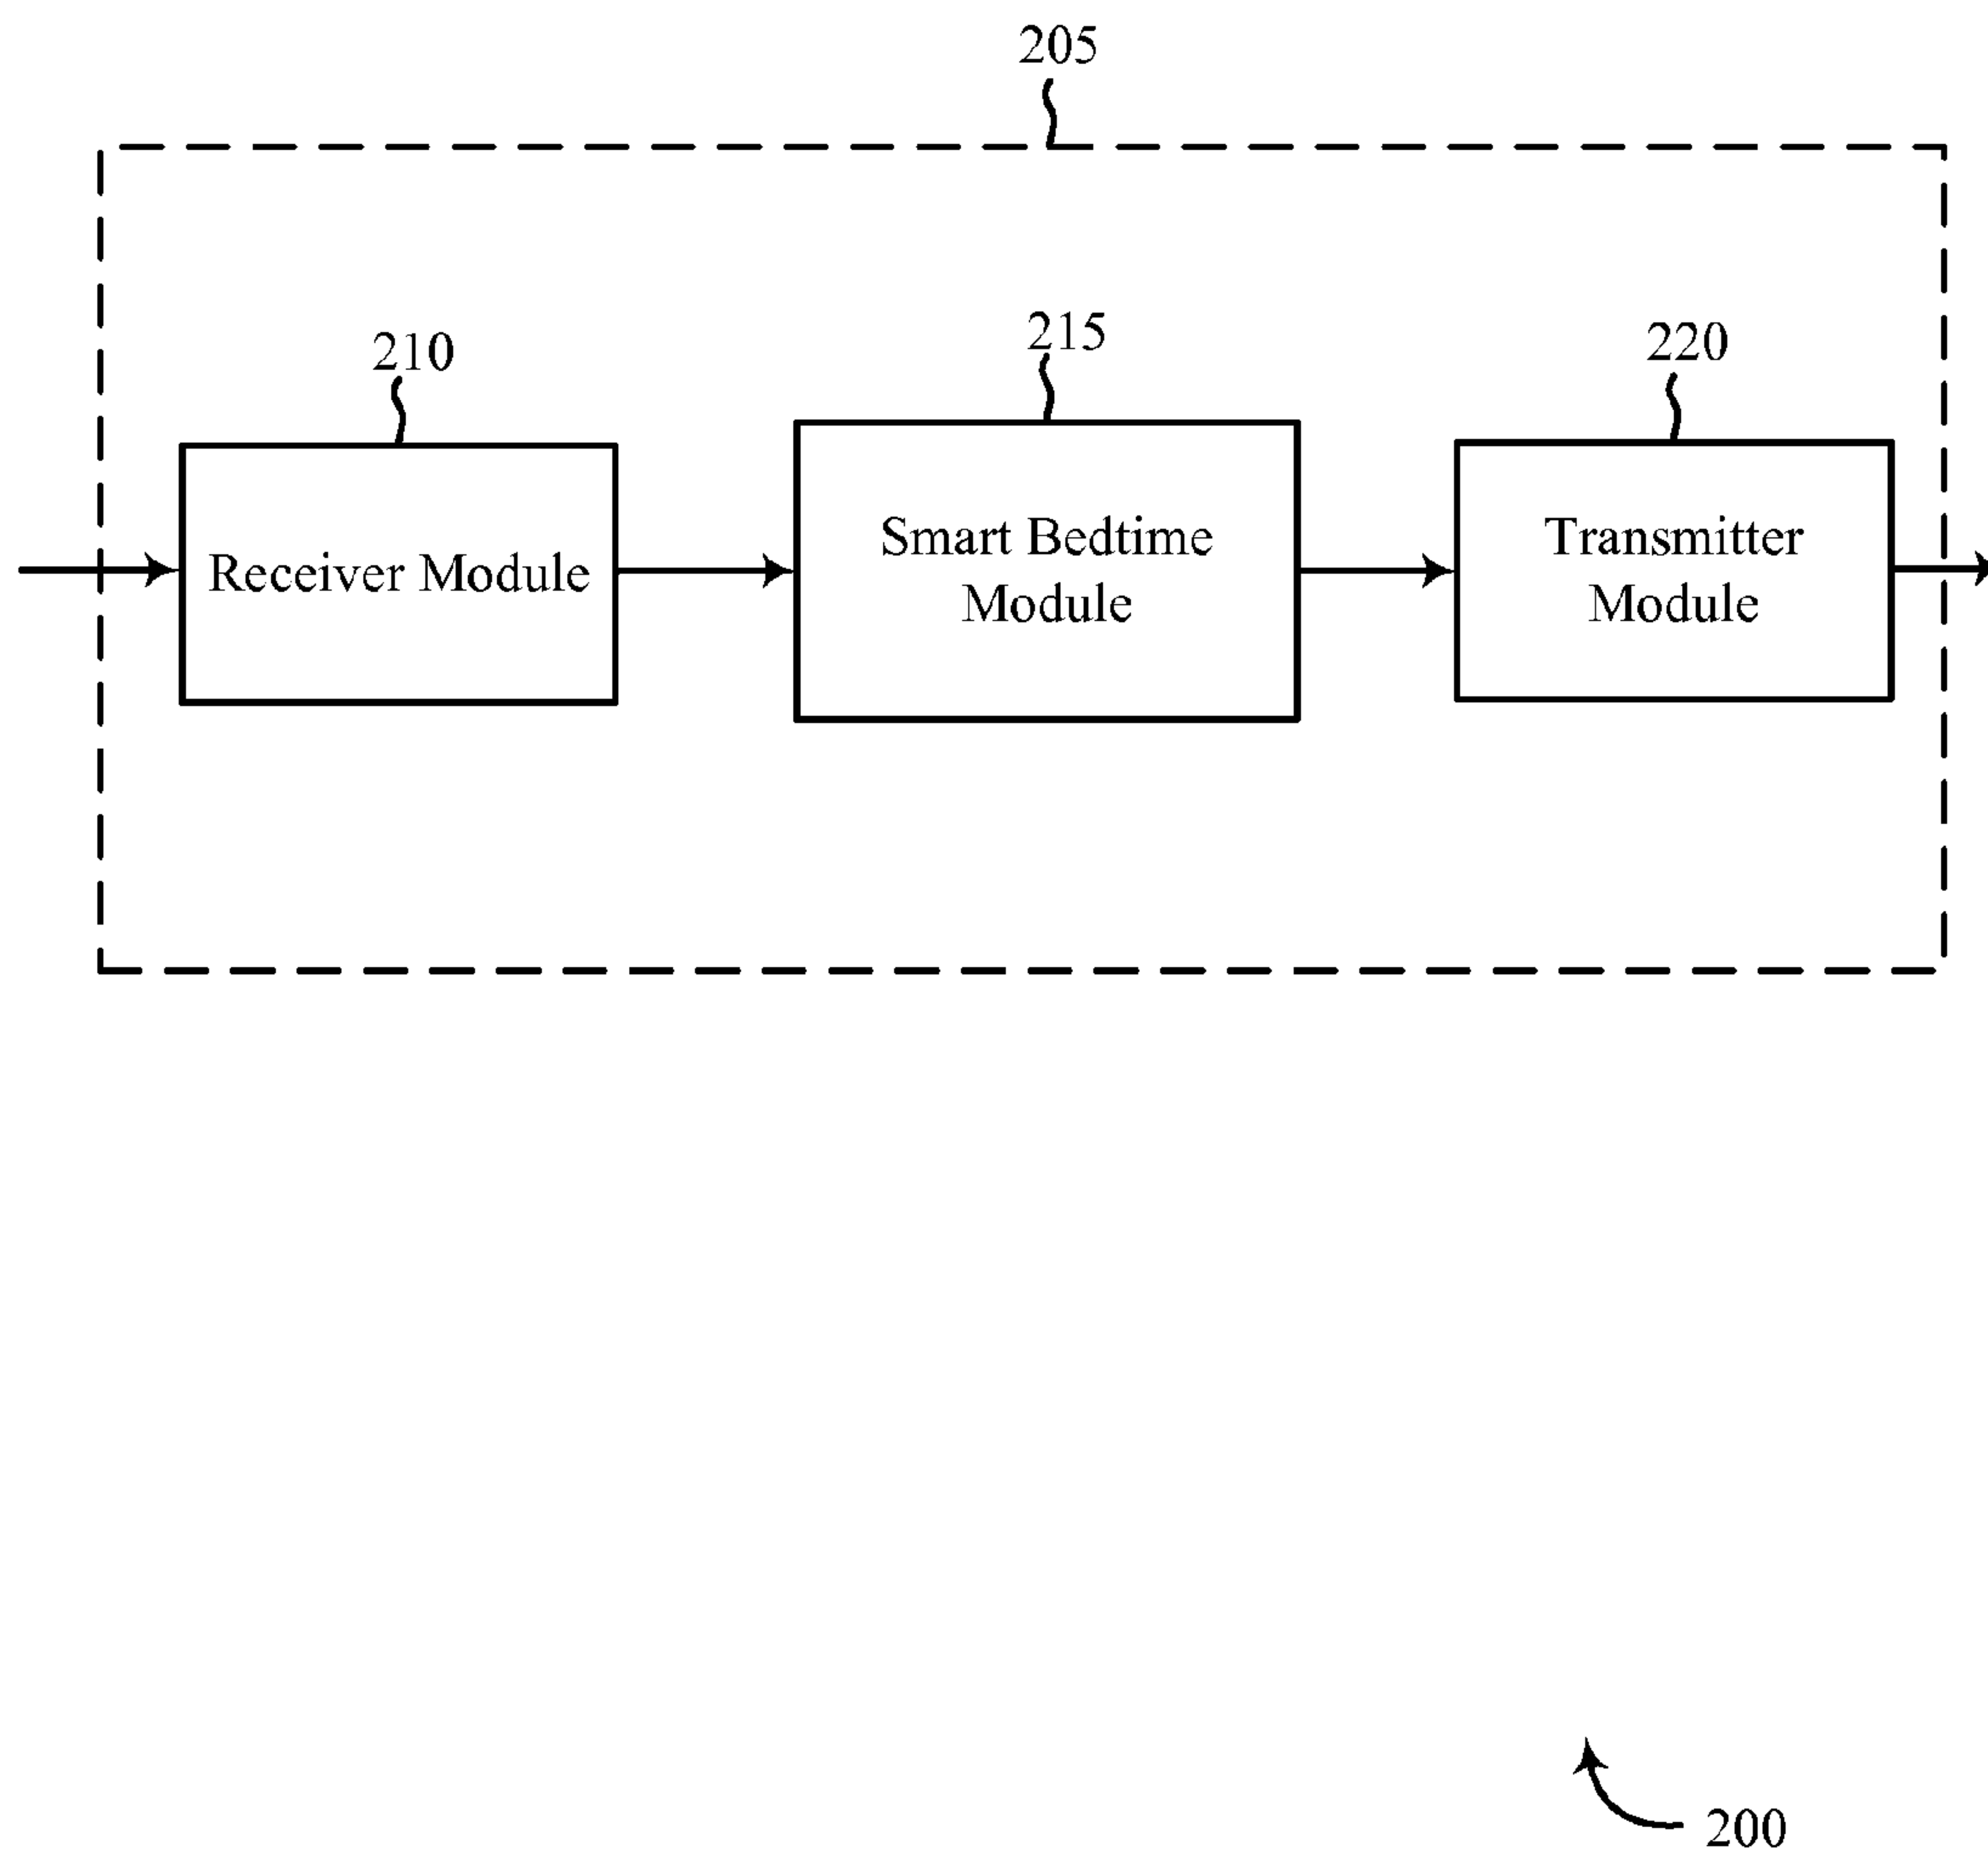 205
210
215
220
Receiver Module
Smart Bedtime
Module
Transmitter
Module
200